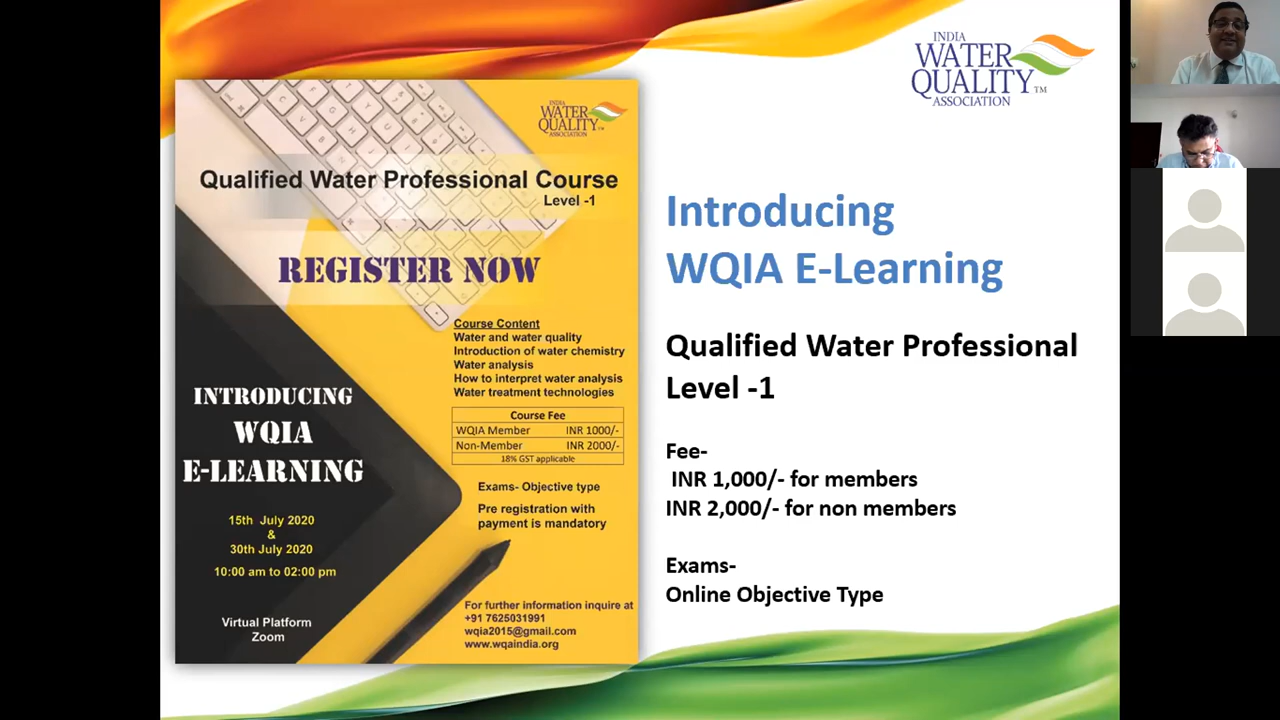 INDIA
WATER
QUALITY
ASSOCIATION
TM
INDIA
WATER
QUALITY
ASSOCIATION
Qualified Water Professional Course
Level -1
REGISTER NOW
Course Content
Water and water quality
Introduction of water chemistry
Water analysis
How to interpret water analysis
Water treatment technologies
Course Fee
WQIA Member INR 1000/-
Non-Member INR 2000/-
18% GST applicable
Exams- Objective type
Pre registration with
payment is mandatory
INTRODUCING
WQIA
E-LEARNING
15th July 2020
&
30th July 2020
10:00 am to 02:00 pm
Virtual Platform
Zoom
For further information inquire at
+91 7625031991
wqia2015@gmail.com
www.wqaindia.org
Introducing
WQIA E-Learning
Qualified Water Professional
Level -1
Fee-
INR 1,000/- for members
INR 2,000/- for non members
Exams-
Online Objective Type